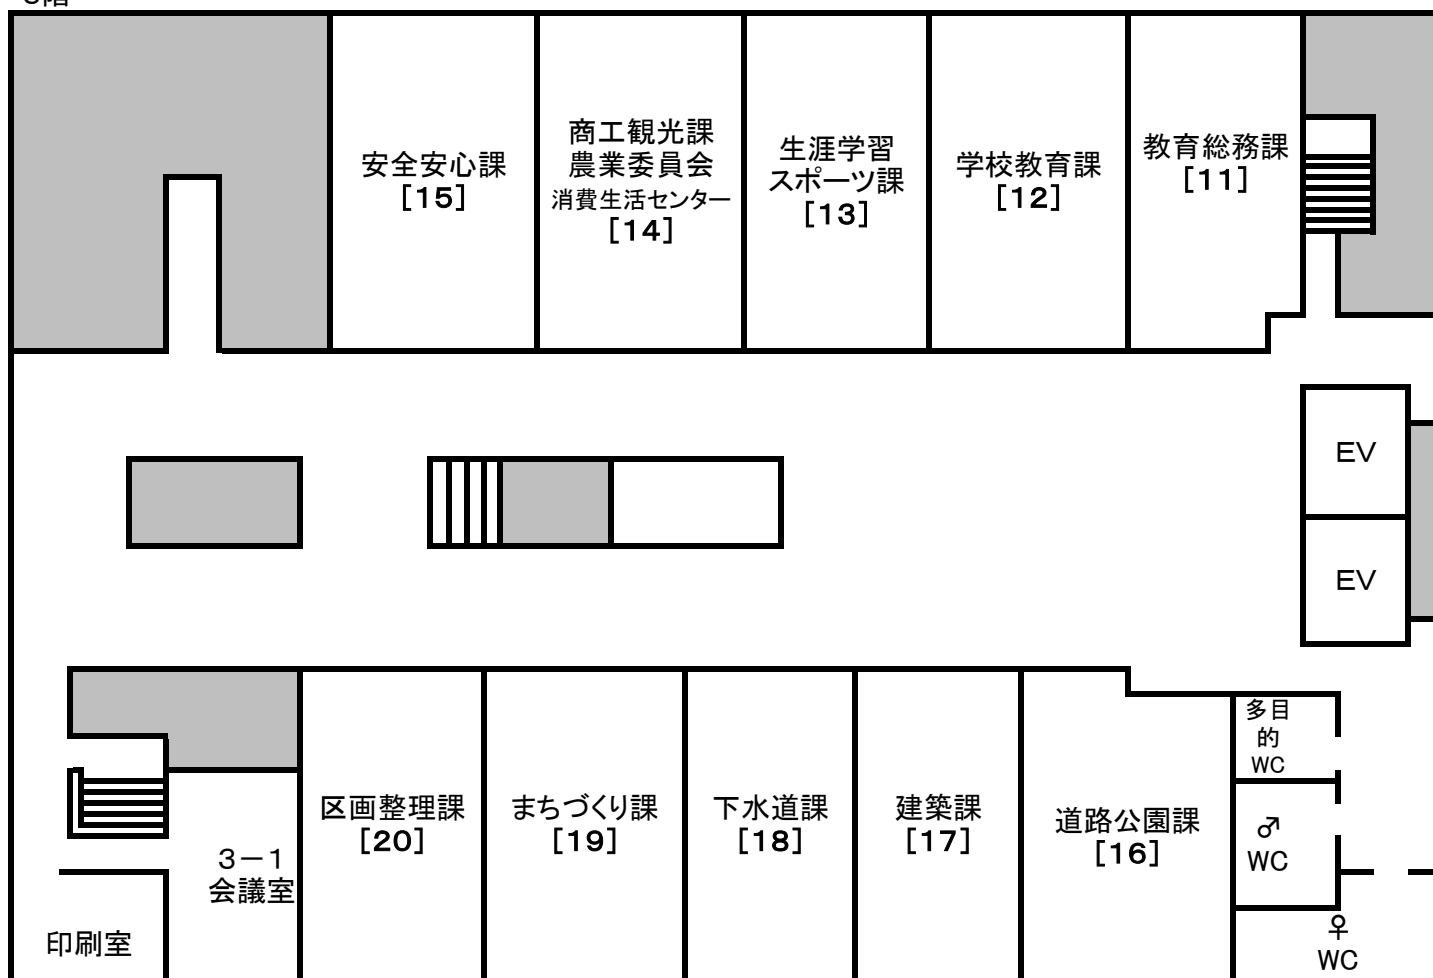 安全安心課
[15]
商工観光課
農業委員会
消費生活センター
[14]
生涯学習
スポーツ課
[13]
学校教育課
[12]
教育総務課
[11]
EV
EV
区画整理課
[20]
まちづくり課
[19]
下水道課
[18]
建築課
[17]
道路公園課
[16]
多目
的
WC
♂
WC
♀
WC
3－1
会議室
印刷室